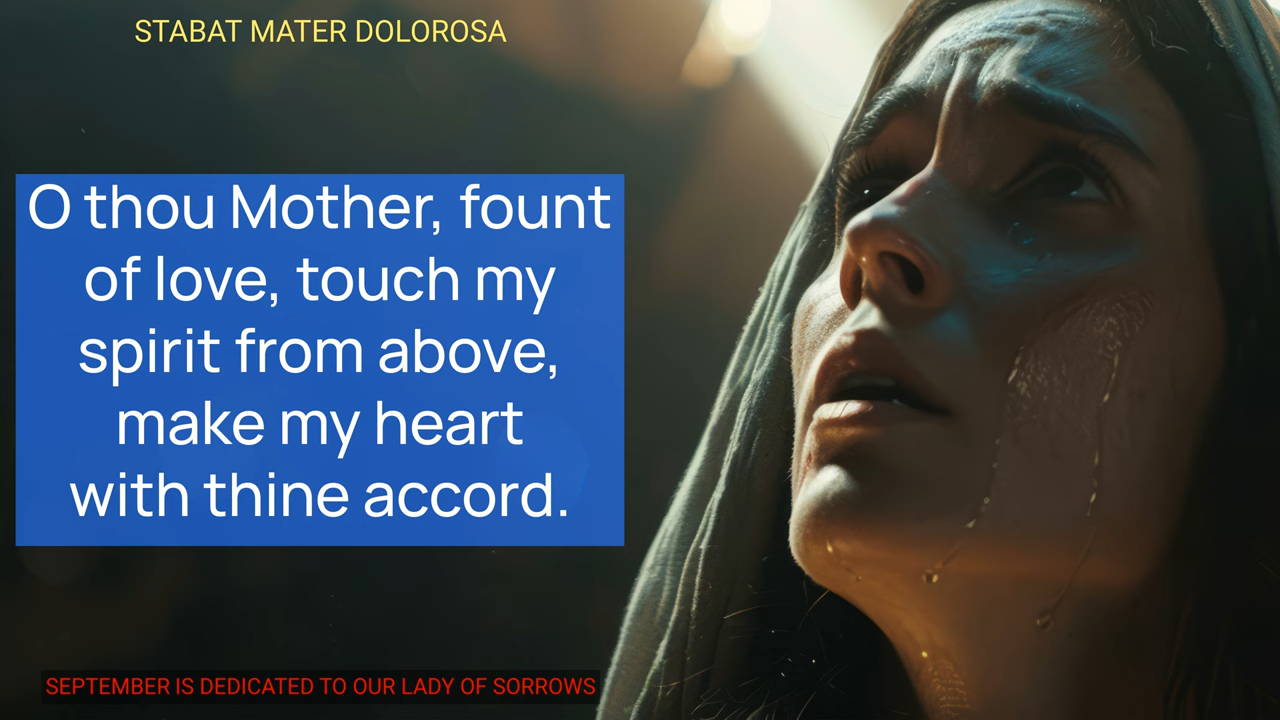 STABAT MATER DOLOROSA
O thou Mother, fount
of love, touch my
spirit from above,
make my heart
with thine accord.
SEPTEMBER IS DEDICATED TO OUR LADY OF SORROWS